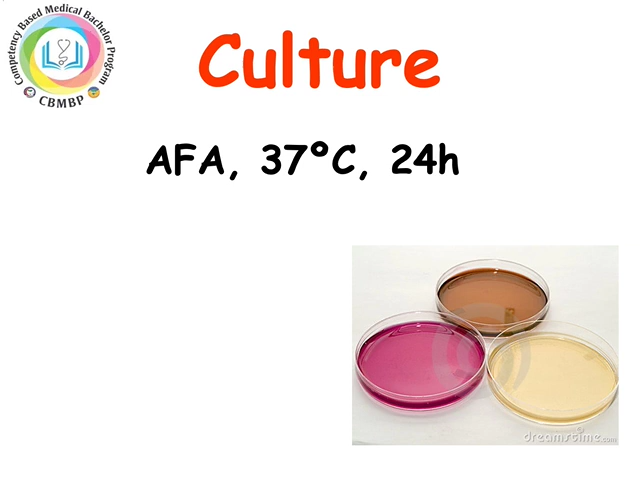 Competency Based Medical Bachelor Program
CBMBP
Culture
AFA, 37°C, 24h
dreamstime.com